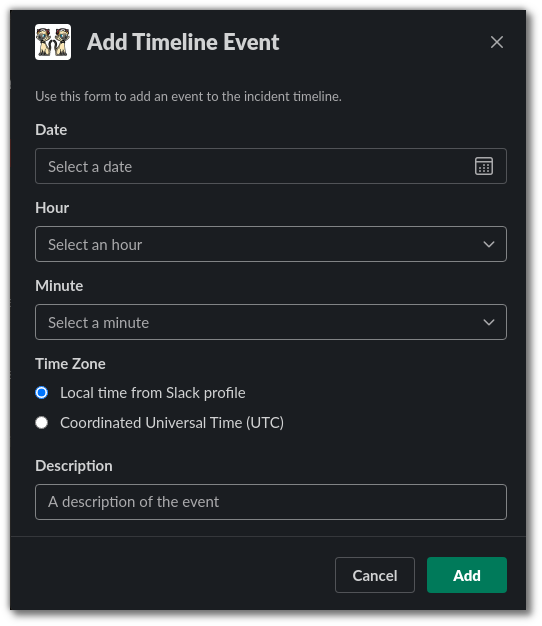 Add Timeline Event
Use this form to add an event to the incident timeline.
Date
Select a date
Hour
Select an hour
Minute
Select a minute
Time Zone
Local time from Slack profile
Coordinated Universal Time (UTC)
Description
A description of the event
Cancel
Add